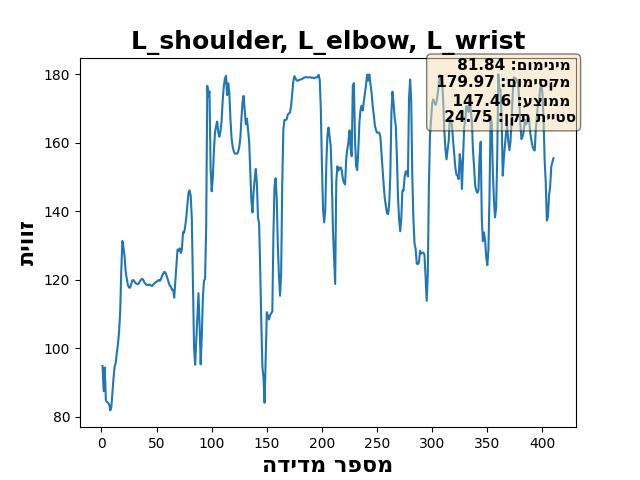 L_shoulder, L_elbow, L_wrist
מינימום: 81.84
מקסימום: 179.97
ממוצע: 147.46
סטיית תקן: 24.75
זווית
180
160
140
120
100
80
0 50 100 150 200 250 300 350 400
מספר מדידה